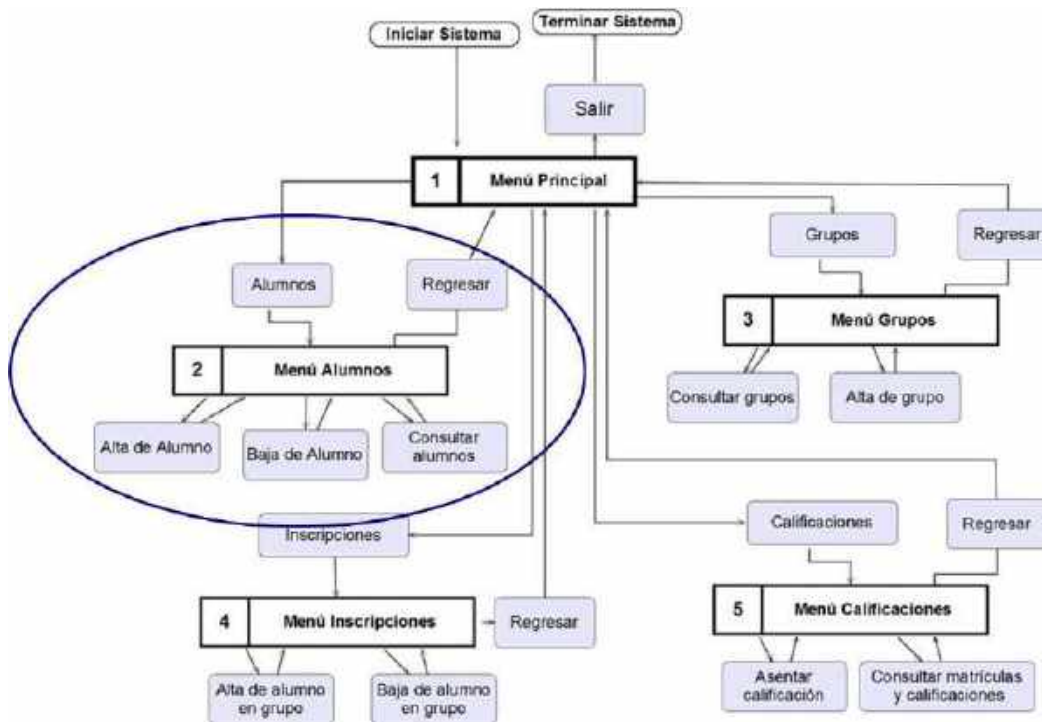 Iniciar Sistema
Terminar Sistema
Salir
1 Menú Principal
Alumnos
Regresar
2 Menú Alumnos
Alta de Alumno
Baja de Alumno
Consultar
alumnos
Grupos
Regresar
3 Menú Grupos
Consultar grupos
Alta de grupo
Inscripciones
4 Menú Inscripciones
Regresar
Alta de alumno
en grupo
Baja de alumno
en grupo
Calificaciones
Regresar
5 Menú Calificaciones
Asentar
calificación
Consultar matrículas
y calificaciones